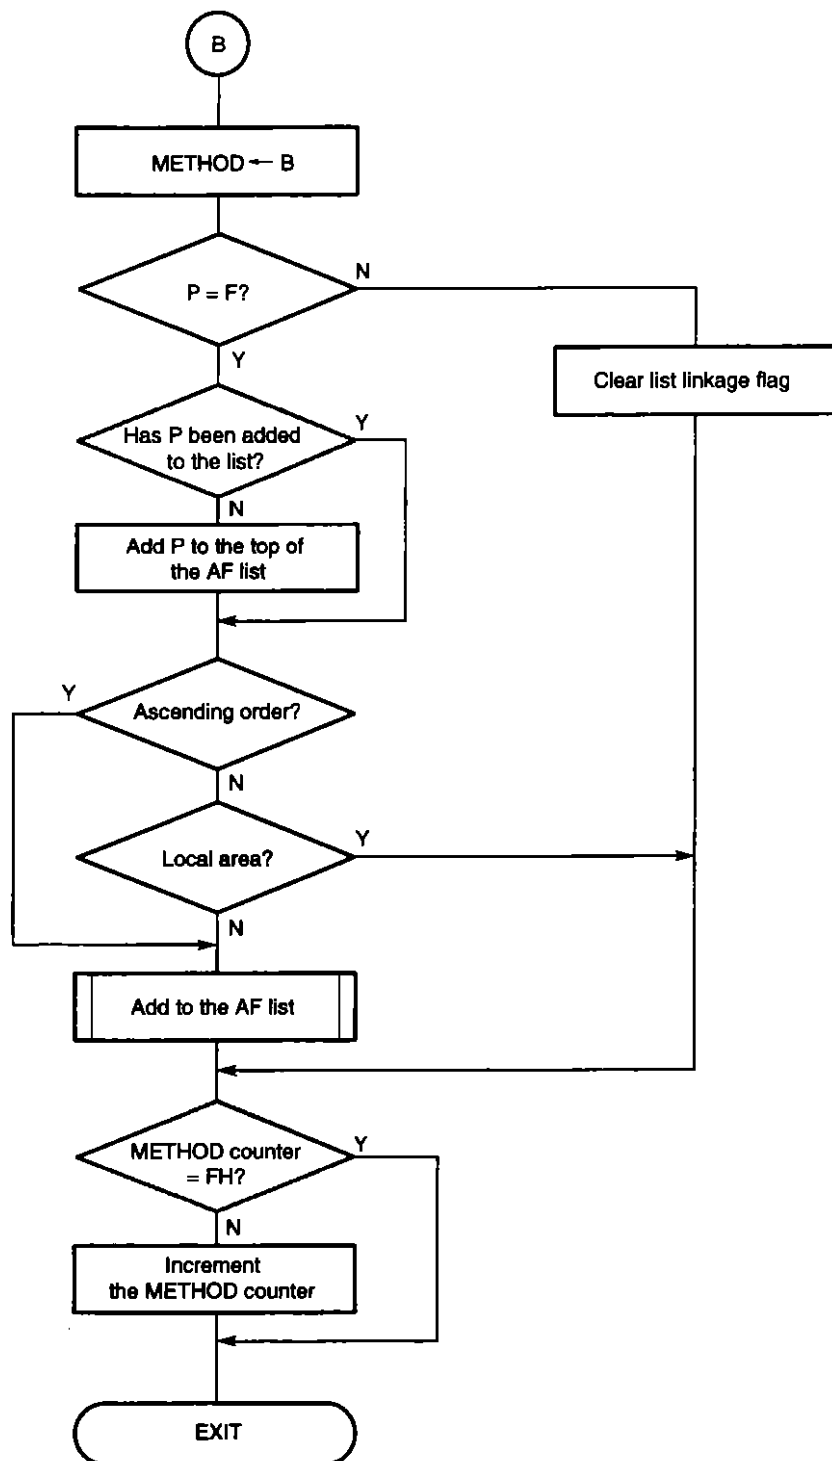 B
METHOD ← B
P = F?
N
Y
Clear list linkage flag
Has P been added
to the list?
Y
N
Add P to the top of
the AF list
Y
Ascending order?
N
Local area?
Y
N
Add to the AF list
METHOD counter
= FH?
Y
N
Increment
the METHOD counter
EXIT